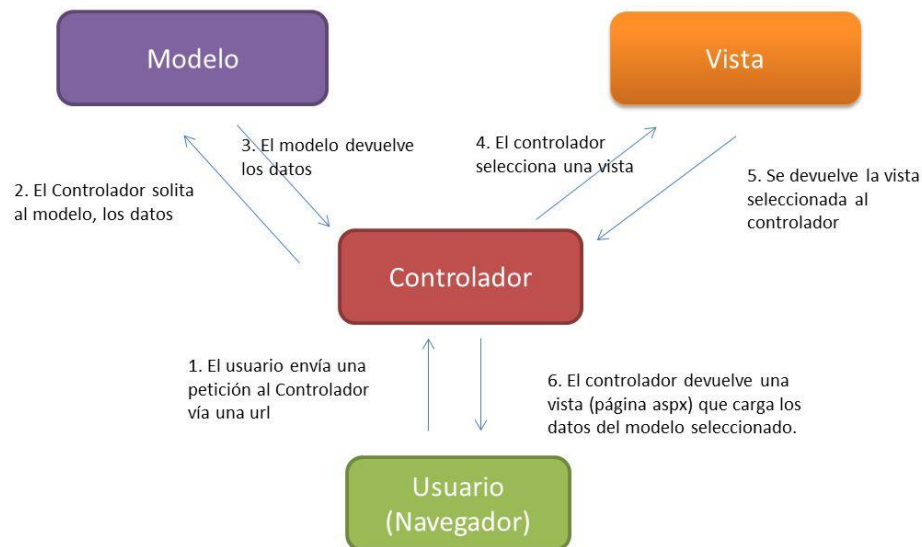 Modelo
Vista
3. El modelo devuelve
los datos
4. El controlador
selecciona una vista
2. El Controlador solita
al modelo, los datos
5. Se devuelve la vista
seleccionada al
controlador
Controlador
1. El usuario envía una
petición al Controlador
vía una url
6. El controlador devuelve una
vista (página aspx) que carga los
datos del modelo seleccionado.
Usuario
(Navegador)